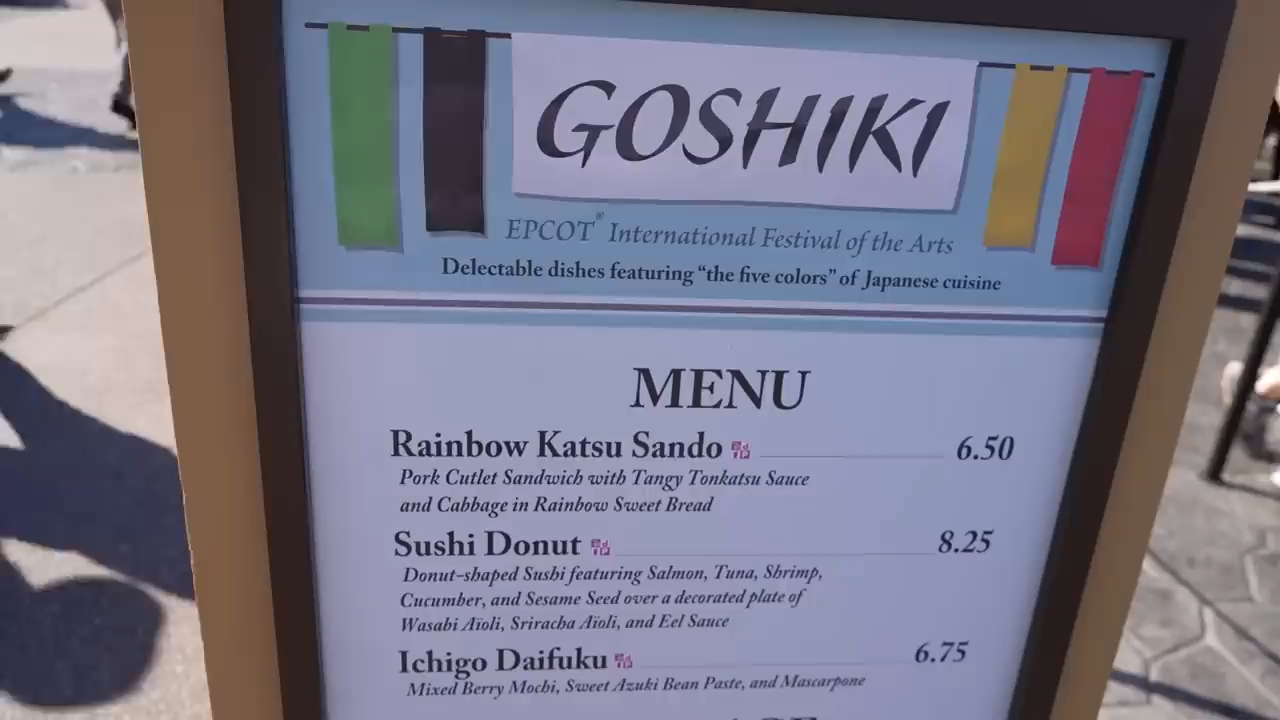 GOSHIKI
EPCOT® International Festival of the Arts
Delectable dishes featuring “the five colors” of Japanese cuisine
MENU
Rainbow Katsu Sando 6.50
Pork Cutlet Sandwich with Tangy Tonkatsu Sauce
and Cabbage in Rainbow Sweet Bread
Sushi Donut 8.25
Donut-shaped Sushi featuring Salmon, Tuna, Shrimp,
Cucumber, and Sesame Seed over a decorated plate of
Wasabi Aïoli, Sriracha Aïoli, and Eel Sauce
Ichigo Daifuku 6.75
Mixed Berry Mochi, Sweet Azuki Bean Paste, and Mascarpone